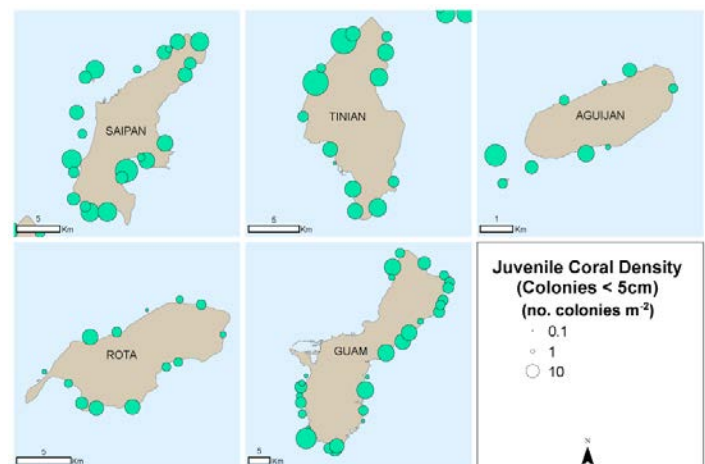 SAIPAN
5
Km
TINIAN
5
Km
AGUIJAN
1
Km
ROTA
5
Km
GUAM
5
Km
Juvenile Coral Density
(Colonies < 5cm)
(no. colonies m⁻²)
0.1
1
10
N